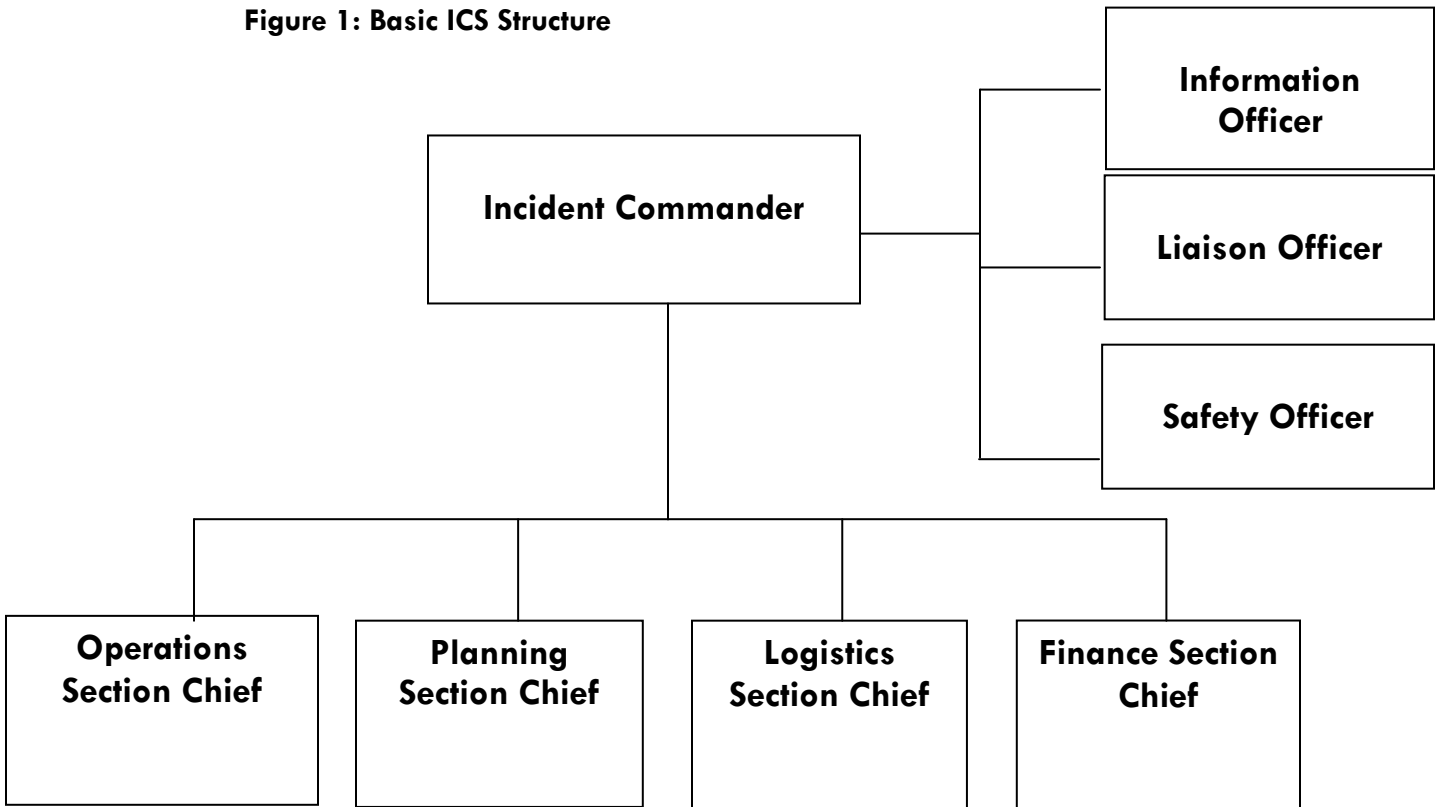 Figure 1: Basic ICS Structure
Information
Officer
Incident Commander
Liaison Officer
Safety Officer
Operations
Section Chief
Planning
Section Chief
Logistics
Section Chief
Finance Section
Chief